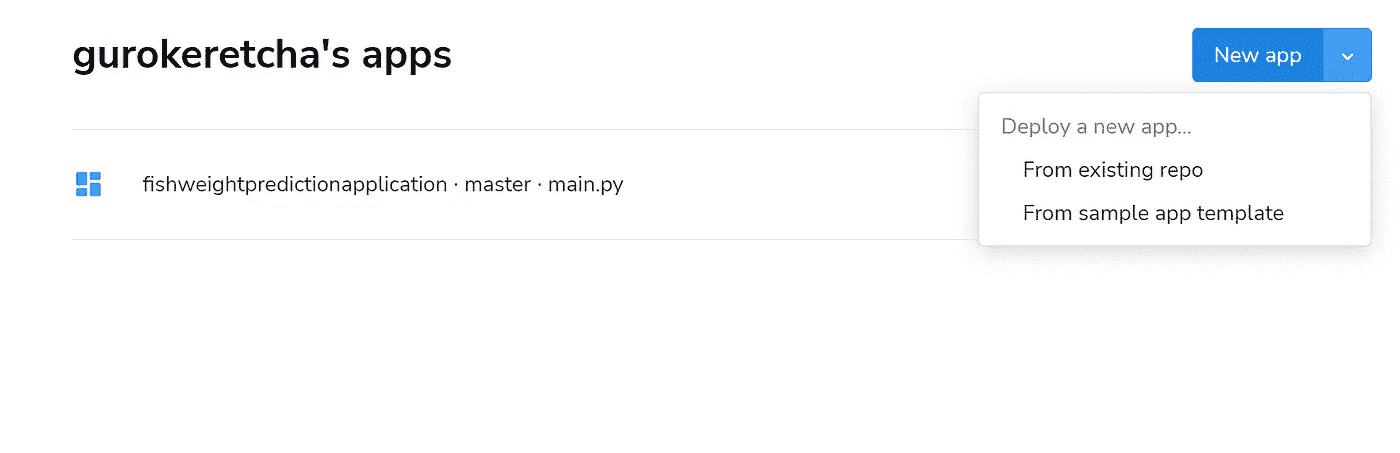 gurokeretcha's apps
New app
Deploy a new app...
From existing repo
From sample app template
fishweightpredictionapplication · master · main.py